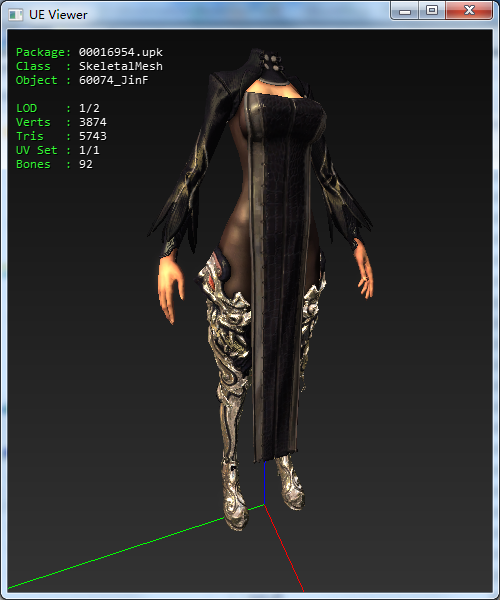 UE Viewer
Package: 00016954.upk
Class  : SkeletalMesh
Object : 60074_JinF
LOD    : 1/2
Verts  : 3874
Tris   : 5743
UV Set : 1/1
Bones  : 92